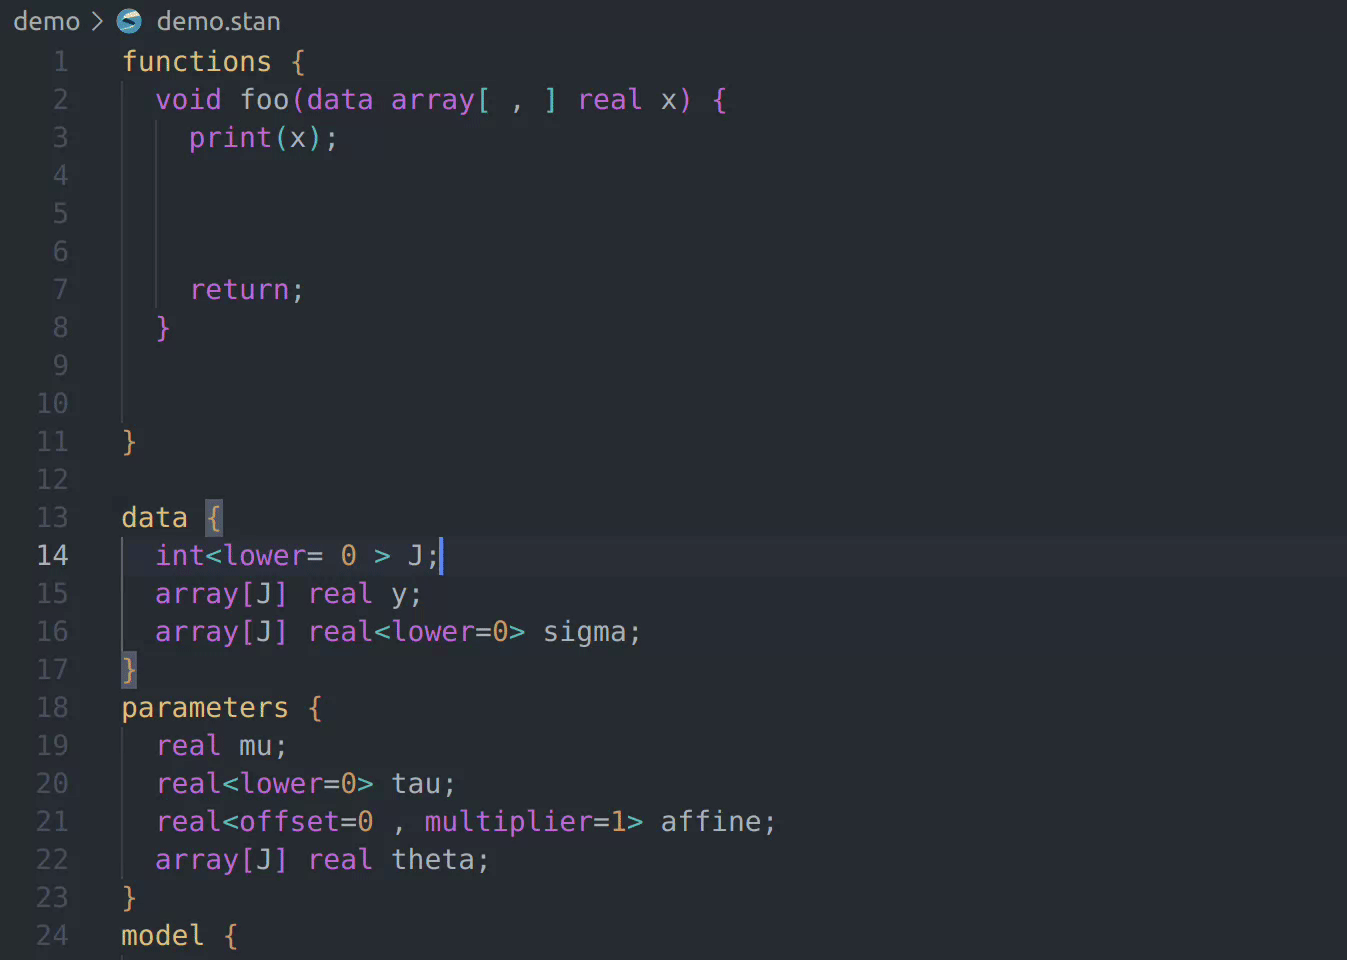 demo > demo.stan
1 functions {
2   void foo(data array[ , ] real x) {
3     print(x);
4
5
6
7     return;
8   }
9
10
11 }
12
13 data {
14   int<lower= 0 > J;
15   array[J] real y;
16   array[J] real<lower=0> sigma;
17 }
18 parameters {
19   real mu;
20   real<lower=0> tau;
21   real<offset=0 , multiplier=1> affine;
22   array[J] real theta;
23 }
24 model {